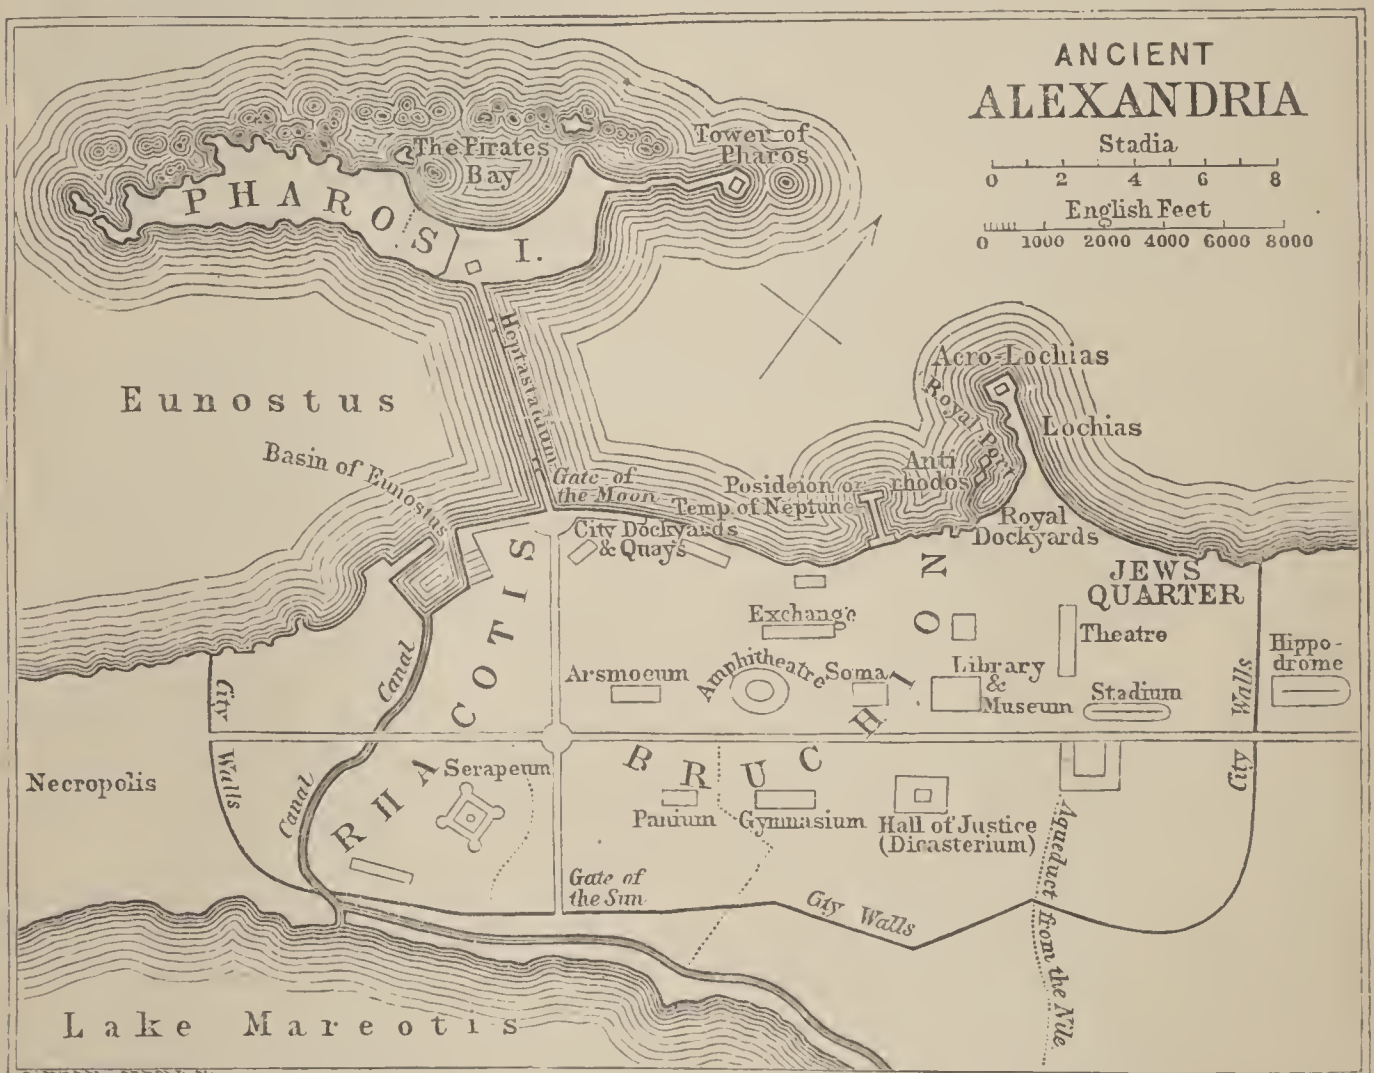 ANCIENT
ALEXANDRIA
Stadia
0 2 4 6 8
English Feet
0 1000 2000 4000 6000 8000
Tower of
Pharos
The Pirates
Bay
PHAROS I.
Heptastadium
Eunostus
Basin of Eunostus
Acro-Lochias
Royal Port
Lochias
Anti
rhodos
Posideion or
Temp. of Neptune
Gate of
the Moon
City Dockyards
& Quays
Royal
Dockyards
JEWS
QUARTER
Exchange
Theatre
Hippo-
drome
Arsinoeum
Amphitheatre
Soma
Library
&
Museum
Stadium
City
Walls
Canal
Canal
RHACOTIS
BRUCHION
Walls
City
Necropolis
Serapeum
Panium
Gymnasium
Hall of Justice
(Dicasterium)
Gate of
the Sun
City Walls
Aqueduct from the Nile
Lake Mareotis